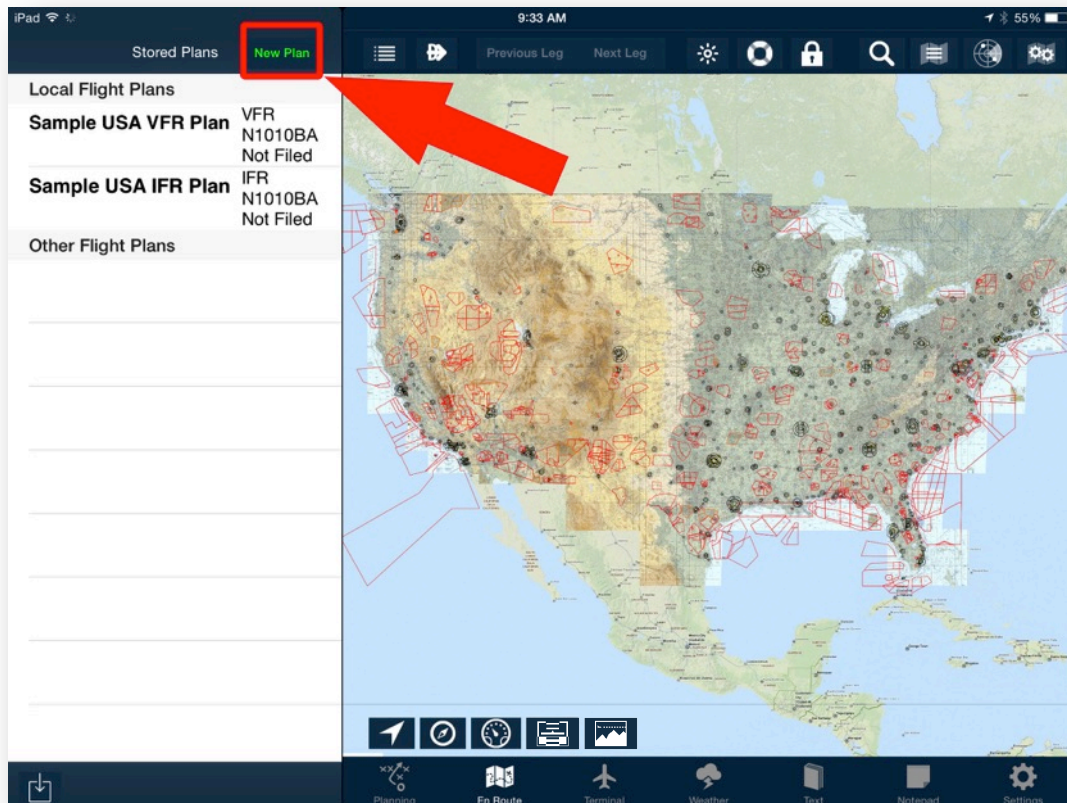 iPad 9:33 AM 55%
Stored Plans New Plan Previous Leg Next Leg
Local Flight Plans
Sample USA VFR Plan VFR
N1010BA
Not Filed
Sample USA IFR Plan IFR
N1010BA
Not Filed
Other Flight Plans
Planning En Route Terminal Weather Text Notepad Settings